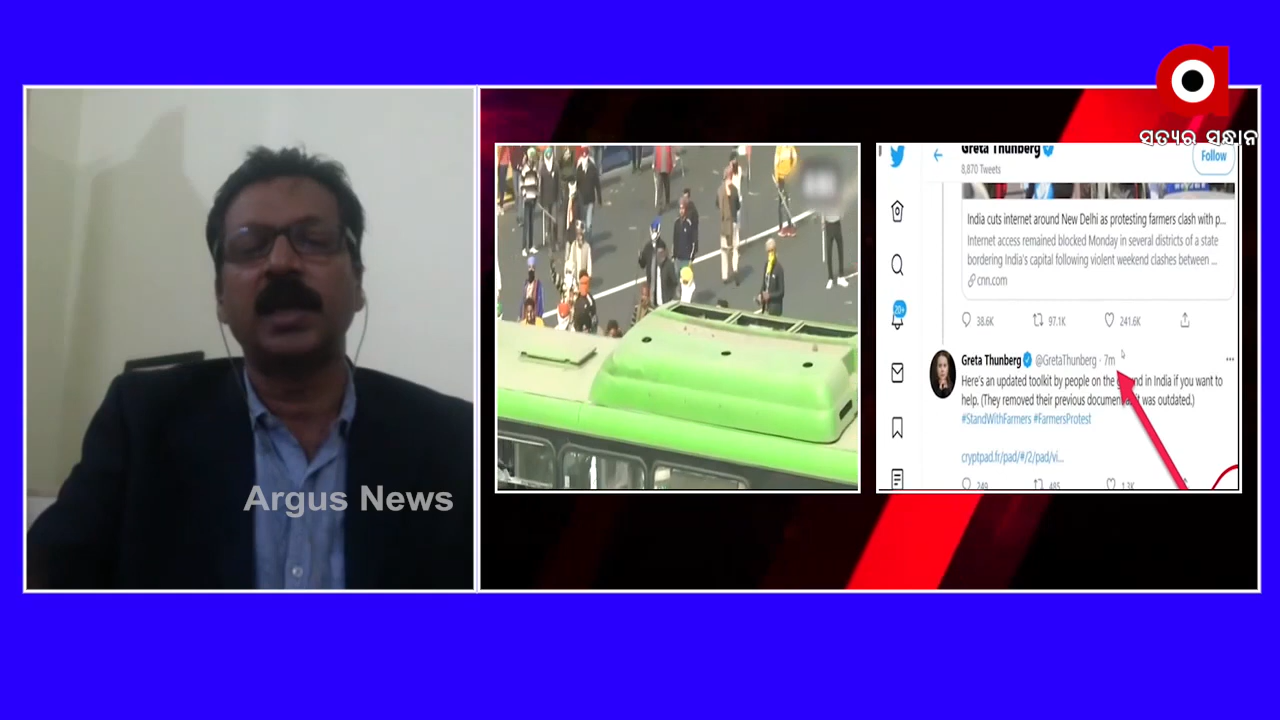 ସତ୍ୟର ସନ୍ଧାନ
Argus News
Greta Thunberg
8,870 Tweets
Follow
India cuts internet around New Delhi as protesting farmers clash with p...
Internet access remained blocked Monday in several districts of a state
bordering India's capital following violent weekend clashes between ...
cnn.com
38.6K 97.1K 241.6K
20+
Greta Thunberg @GretaThunberg · 7m
Here's an updated toolkit by people on the in India if you want to
help. (They removed their previous document it was outdated.)
#StandWithFarmers #FarmersProtest
cryptpad.fr/pad/#/2/pad/vi...
249 485 1.3K